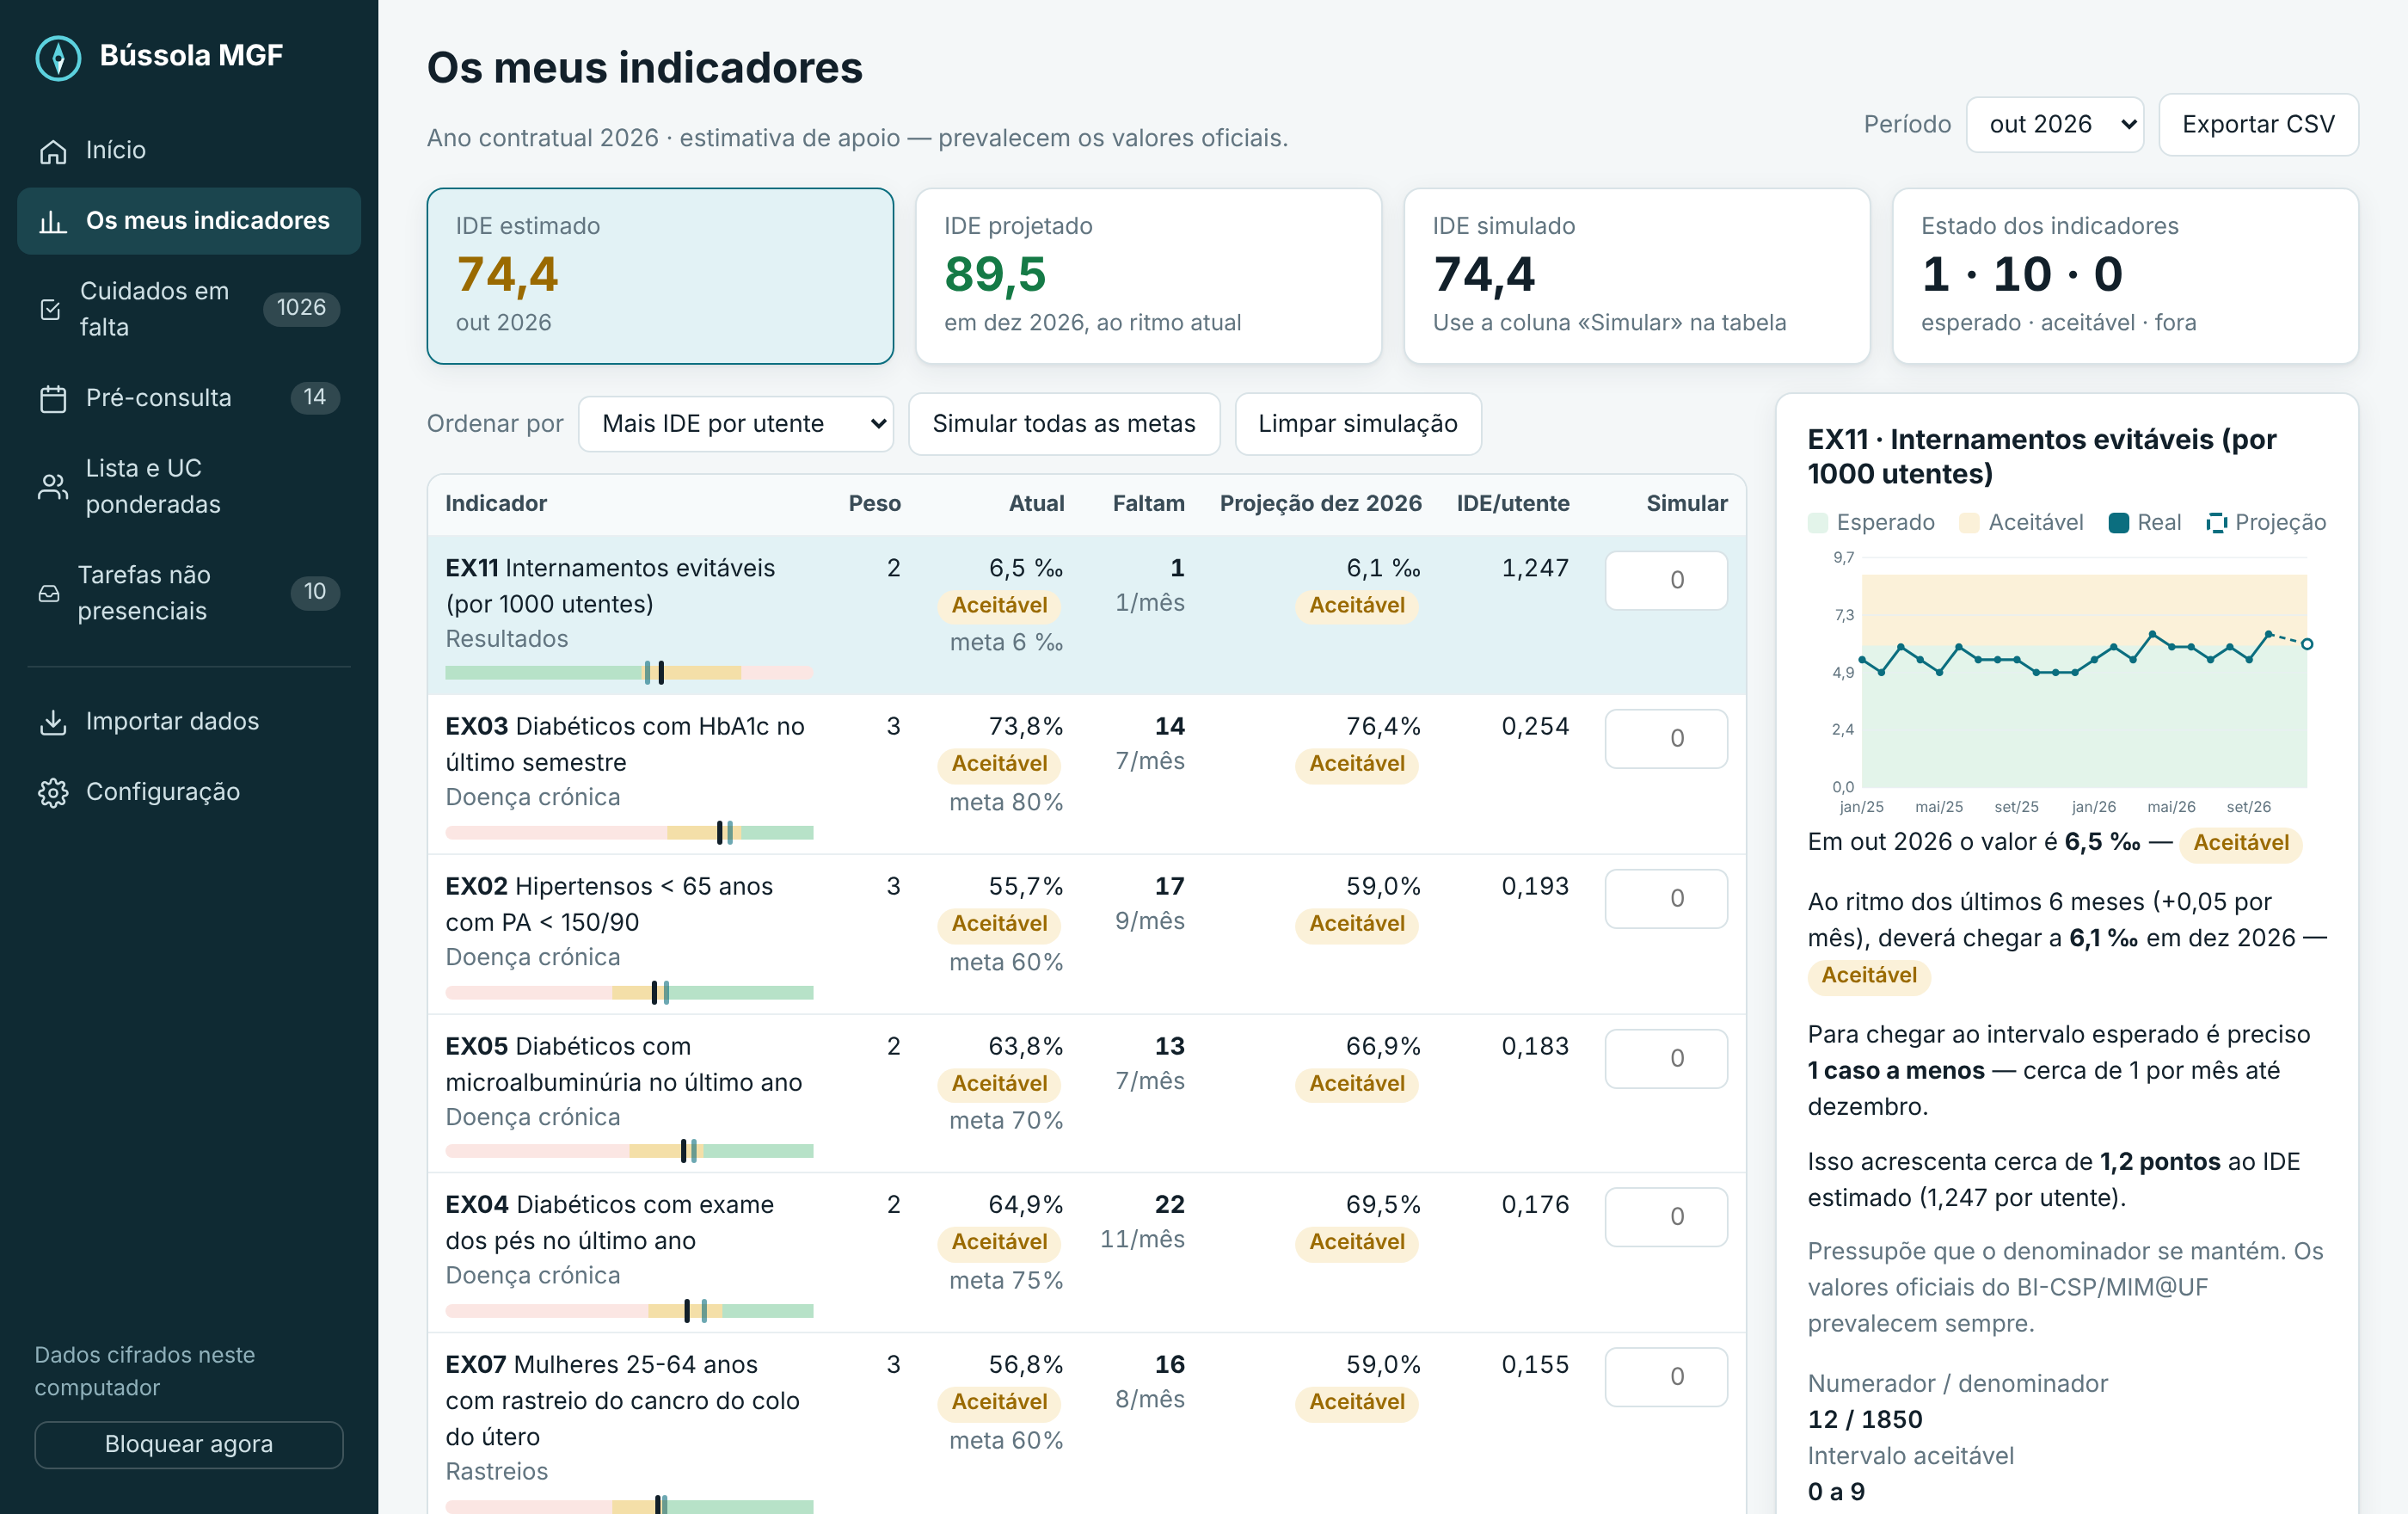 Bússola MGF
Início
Os meus indicadores
Cuidados em
falta
1026
Pré-consulta
14
Lista e UC
ponderadas
Tarefas não
presenciais
10
Importar dados
Configuração
Dados cifrados neste
computador
Bloquear agora
Os meus indicadores
Ano contratual 2026 · estimativa de apoio — prevalecem os valores oficiais.
Período
out 2026
Exportar CSV
IDE estimado
74,4
out 2026
IDE projetado
89,5
em dez 2026, ao ritmo atual
IDE simulado
74,4
Use a coluna «Simular» na tabela
Estado dos indicadores
1 · 10 · 0
esperado · aceitável · fora
Ordenar por
Mais IDE por utente
Simular todas as metas
Limpar simulação
Indicador Peso Atual Faltam Projeção dez 2026 IDE/utente Simular
EX11 Internamentos evitáveis 2 6,5 ‰ 1 6,1 ‰ 1,247 0
(por 1000 utentes) Aceitável 1/mês Aceitável
Resultados meta 6 ‰
EX03 Diabéticos com HbA1c no 3 73,8% 14 76,4% 0,254 0
último semestre Aceitável 7/mês Aceitável
Doença crónica meta 80%
EX02 Hipertensos < 65 anos 3 55,7% 17 59,0% 0,193 0
com PA < 150/90 Aceitável 9/mês Aceitável
Doença crónica meta 60%
EX05 Diabéticos com 2 63,8% 13 66,9% 0,183 0
microalbuminúria no último ano Aceitável 7/mês Aceitável
Doença crónica meta 70%
EX04 Diabéticos com exame 2 64,9% 22 69,5% 0,176 0
dos pés no último ano Aceitável 11/mês Aceitável
Doença crónica meta 75%
EX07 Mulheres 25-64 anos 3 56,8% 16 59,0% 0,155 0
com rastreio do cancro do colo Aceitável 8/mês Aceitável
do útero meta 60%
Rastreios
EX11 · Internamentos evitáveis (por
1000 utentes)
Esperado Aceitável Real Projeção
9,7
7,3
4,9
2,4
0,0
jan/25 mai/25 set/25 jan/26 mai/26 set/26
Em out 2026 o valor é 6,5 ‰ — Aceitável
Ao ritmo dos últimos 6 meses (+0,05 por
mês), deverá chegar a 6,1 ‰ em dez 2026 —
Aceitável
Para chegar ao intervalo esperado é preciso
1 caso a menos — cerca de 1 por mês até
dezembro.
Isso acrescenta cerca de 1,2 pontos ao IDE
estimado (1,247 por utente).
Pressupõe que o denominador se mantém. Os
valores oficiais do BI-CSP/MIM@UF
prevalecem sempre.
Numerador / denominador
12 / 1850
Intervalo aceitável
0 a 9